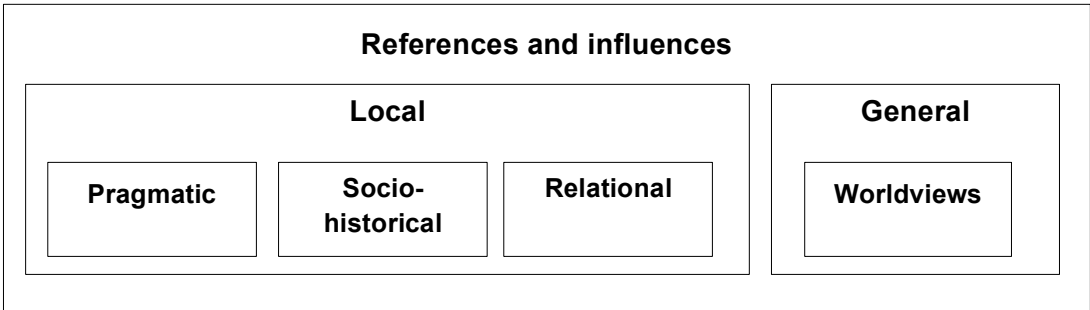 References and influences
Local
General
Pragmatic
Socio-
historical
Relational
Worldviews